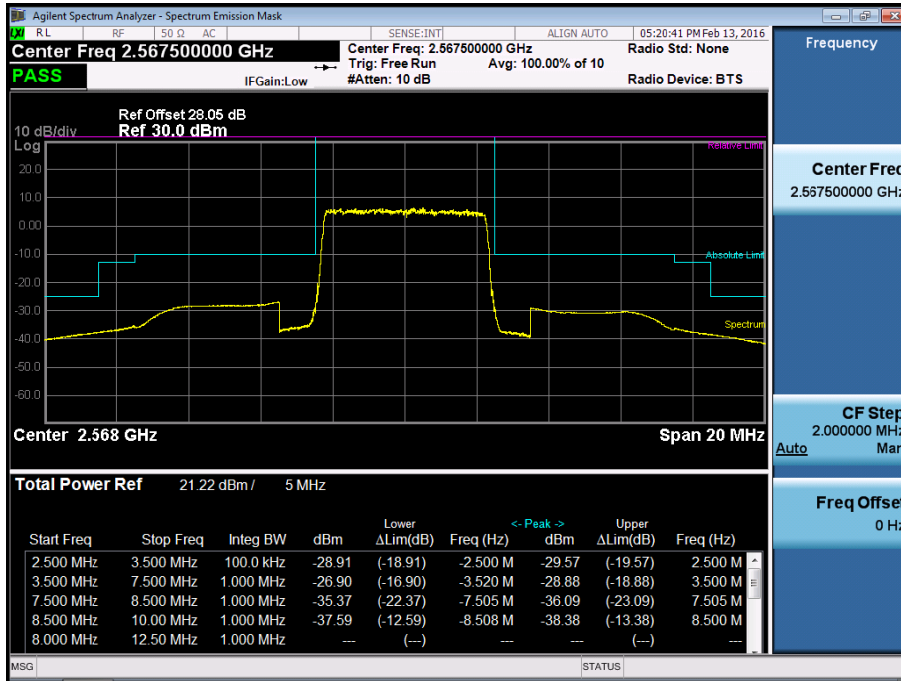 Agilent Spectrum Analyzer - Spectrum Emission Mask
LXI RL RF 50 Ω AC SENSE:INT ALIGN AUTO 05:20:41 PM Feb 13, 2016
Center Freq 2.567500000 GHz
Center Freq: 2.567500000 GHz
Radio Std: None
Trig: Free Run Avg: 100.00% of 10
PASS
IFGain:Low
#Atten: 10 dB
Radio Device: BTS
Ref Offset 28.05 dB
10 dB/div Ref 30.0 dBm
Log
Relative Limit
20.0
10.0
0.00
-10.0
Absolute Limit
-20.0
-30.0
Spectrum
-40.0
-50.0
-60.0
Center 2.568 GHz Span 20 MHz
Total Power Ref 21.22 dBm / 5 MHz
Lower <- Peak -> Upper
Start Freq Stop Freq Integ BW dBm ΔLim(dB) Freq (Hz) dBm ΔLim(dB) Freq (Hz)
2.500 MHz 3.500 MHz 100.0 kHz -28.91 (-18.91) -2.500 M -29.57 (-19.57) 2.500 M
3.500 MHz 7.500 MHz 1.000 MHz -26.90 (-16.90) -3.520 M -28.88 (-18.88) 3.500 M
7.500 MHz 8.500 MHz 1.000 MHz -35.37 (-22.37) -7.505 M -36.09 (-23.09) 7.505 M
8.500 MHz 10.00 MHz 1.000 MHz -37.59 (-12.59) -8.508 M -38.38 (-13.38) 8.500 M
8.000 MHz 12.50 MHz 1.000 MHz --- (---) --- --- (---) ---
MSG STATUS
Frequency
Center Freq
2.567500000 GHz
CF Step
2.000000 MHz
Auto Man
Freq Offset
0 Hz